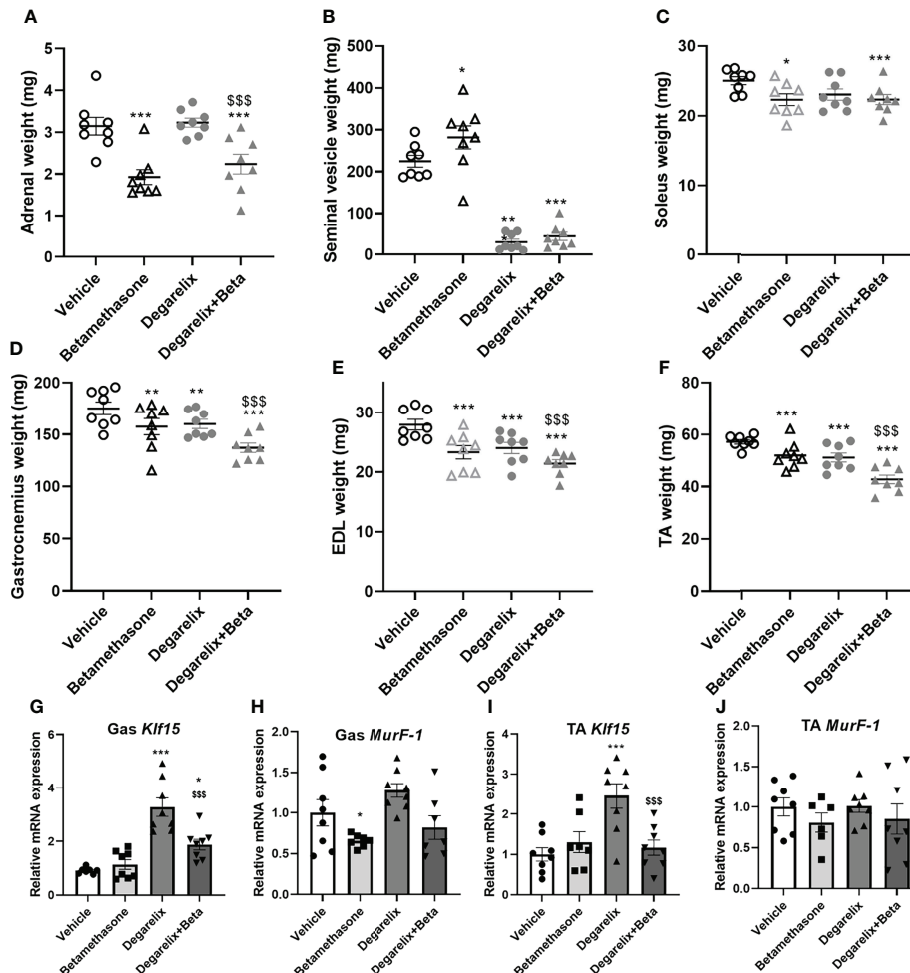 A
Adrenal weight (mg)
5
4
3
2
1
0
***
$$$
***
Vehicle
Betamethasone
Degarelix
Degarelix+Beta
B
Seminal vesicle weight (mg)
500
400
300
200
100
0
*
**
*
***
Vehicle
Betamethasone
Degarelix
Degarelix+Beta
C
Soleus weight (mg)
30
20
10
0
*
***
Vehicle
Betamethasone
Degarelix
Degarelix+Beta
D
Gastrocnemius weight (mg)
200
150
100
50
0
**
**
$$$
Vehicle
Betamethasone
Degarelix
Degarelix+Beta
E
EDL weight (mg)
30
20
10
0
***
***
$$$
***
Vehicle
Betamethasone
Degarelix
Degarelix+Beta
F
TA weight (mg)
80
60
40
20
0
***
***
$$$
***
Vehicle
Betamethasone
Degarelix
Degarelix+Beta
G
Gas Klf15
Relative mRNA expression
6
4
2
0
***
*
$$$
Vehicle
Betamethasone
Degarelix
Degarelix+Beta
H
Gas MurF-1
Relative mRNA expression
2.0
1.5
1.0
0.5
0.0
*
Vehicle
Betamethasone
Degarelix
Degarelix+Beta
I
TA Klf15
Relative mRNA expression
4
3
2
1
0
***
$$$
Vehicle
Betamethasone
Degarelix
Degarelix+Beta
J
TA MurF-1
Relative mRNA expression
2.0
1.5
1.0
0.5
0.0
Vehicle
Betamethasone
Degarelix
Degarelix+Beta